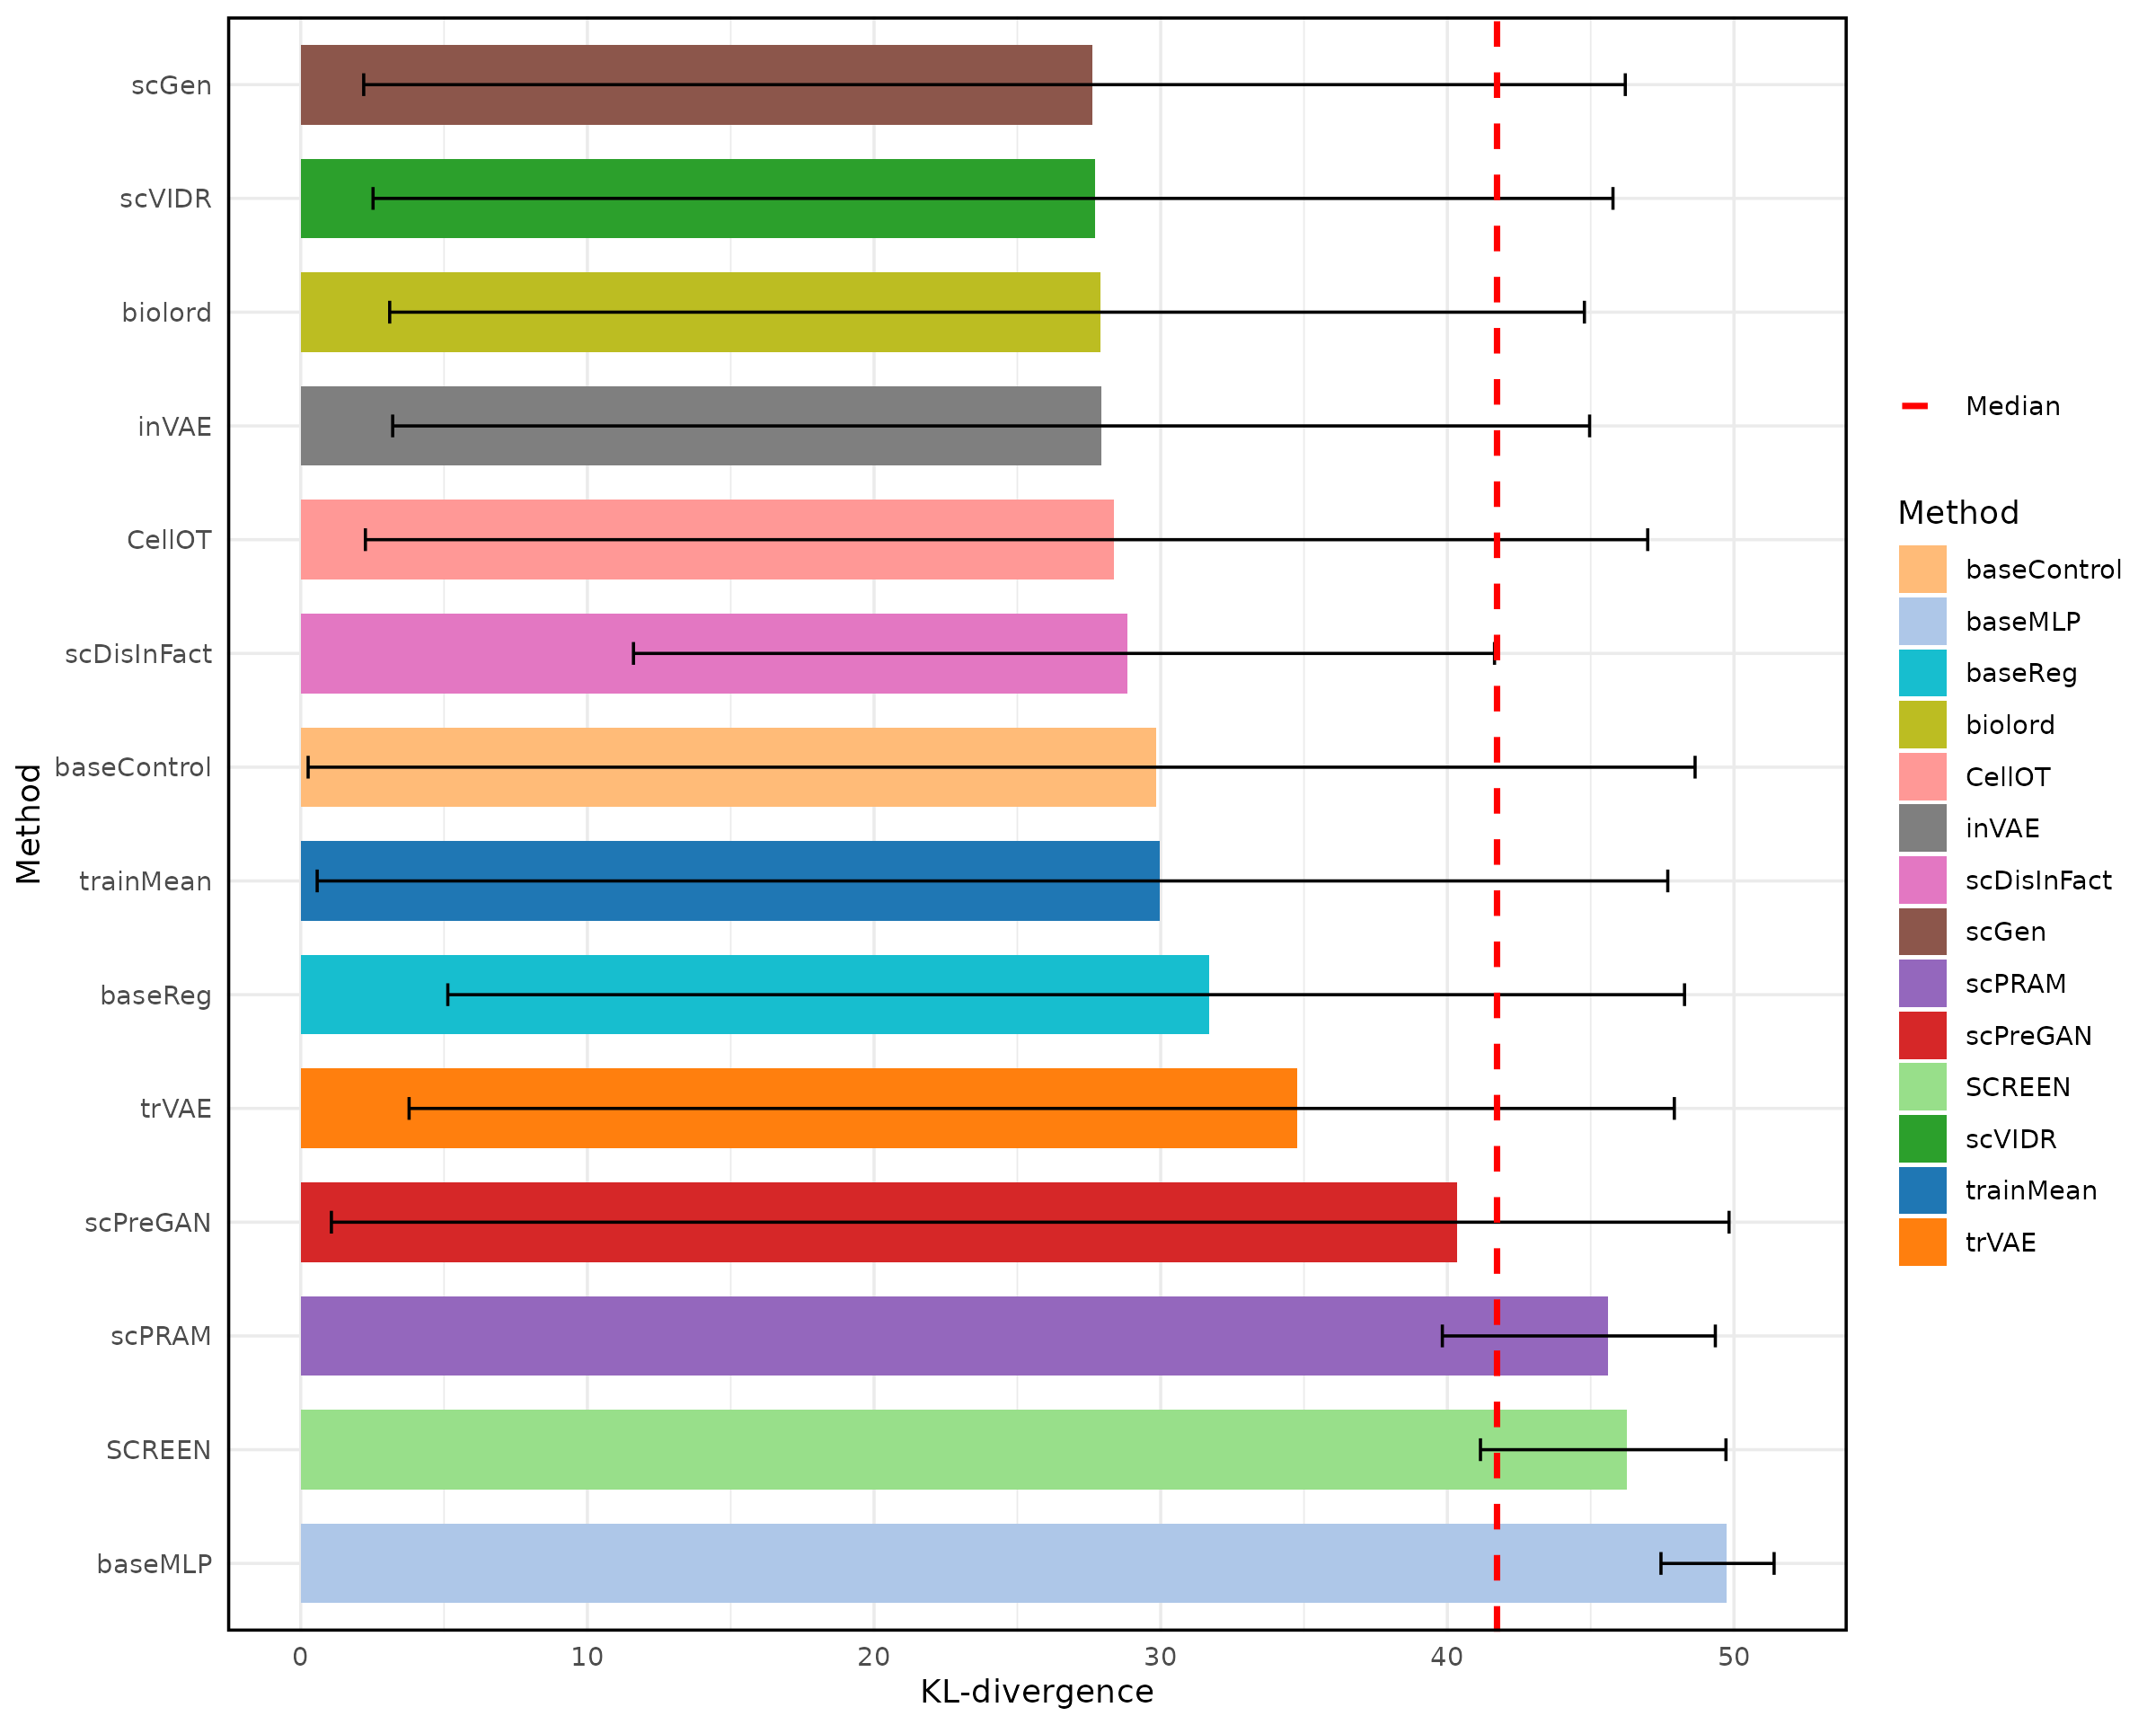 Method
scGen
scVIDR
biolord
inVAE
CellOT
scDisInFact
baseControl
trainMean
baseReg
trVAE
scPreGAN
scPRAM
SCREEN
baseMLP
0 10 20 30 40 50
KL-divergence
Median
Method
baseControl
baseMLP
baseReg
biolord
CellOT
inVAE
scDisInFact
scGen
scPRAM
scPreGAN
SCREEN
scVIDR
trainMean
trVAE